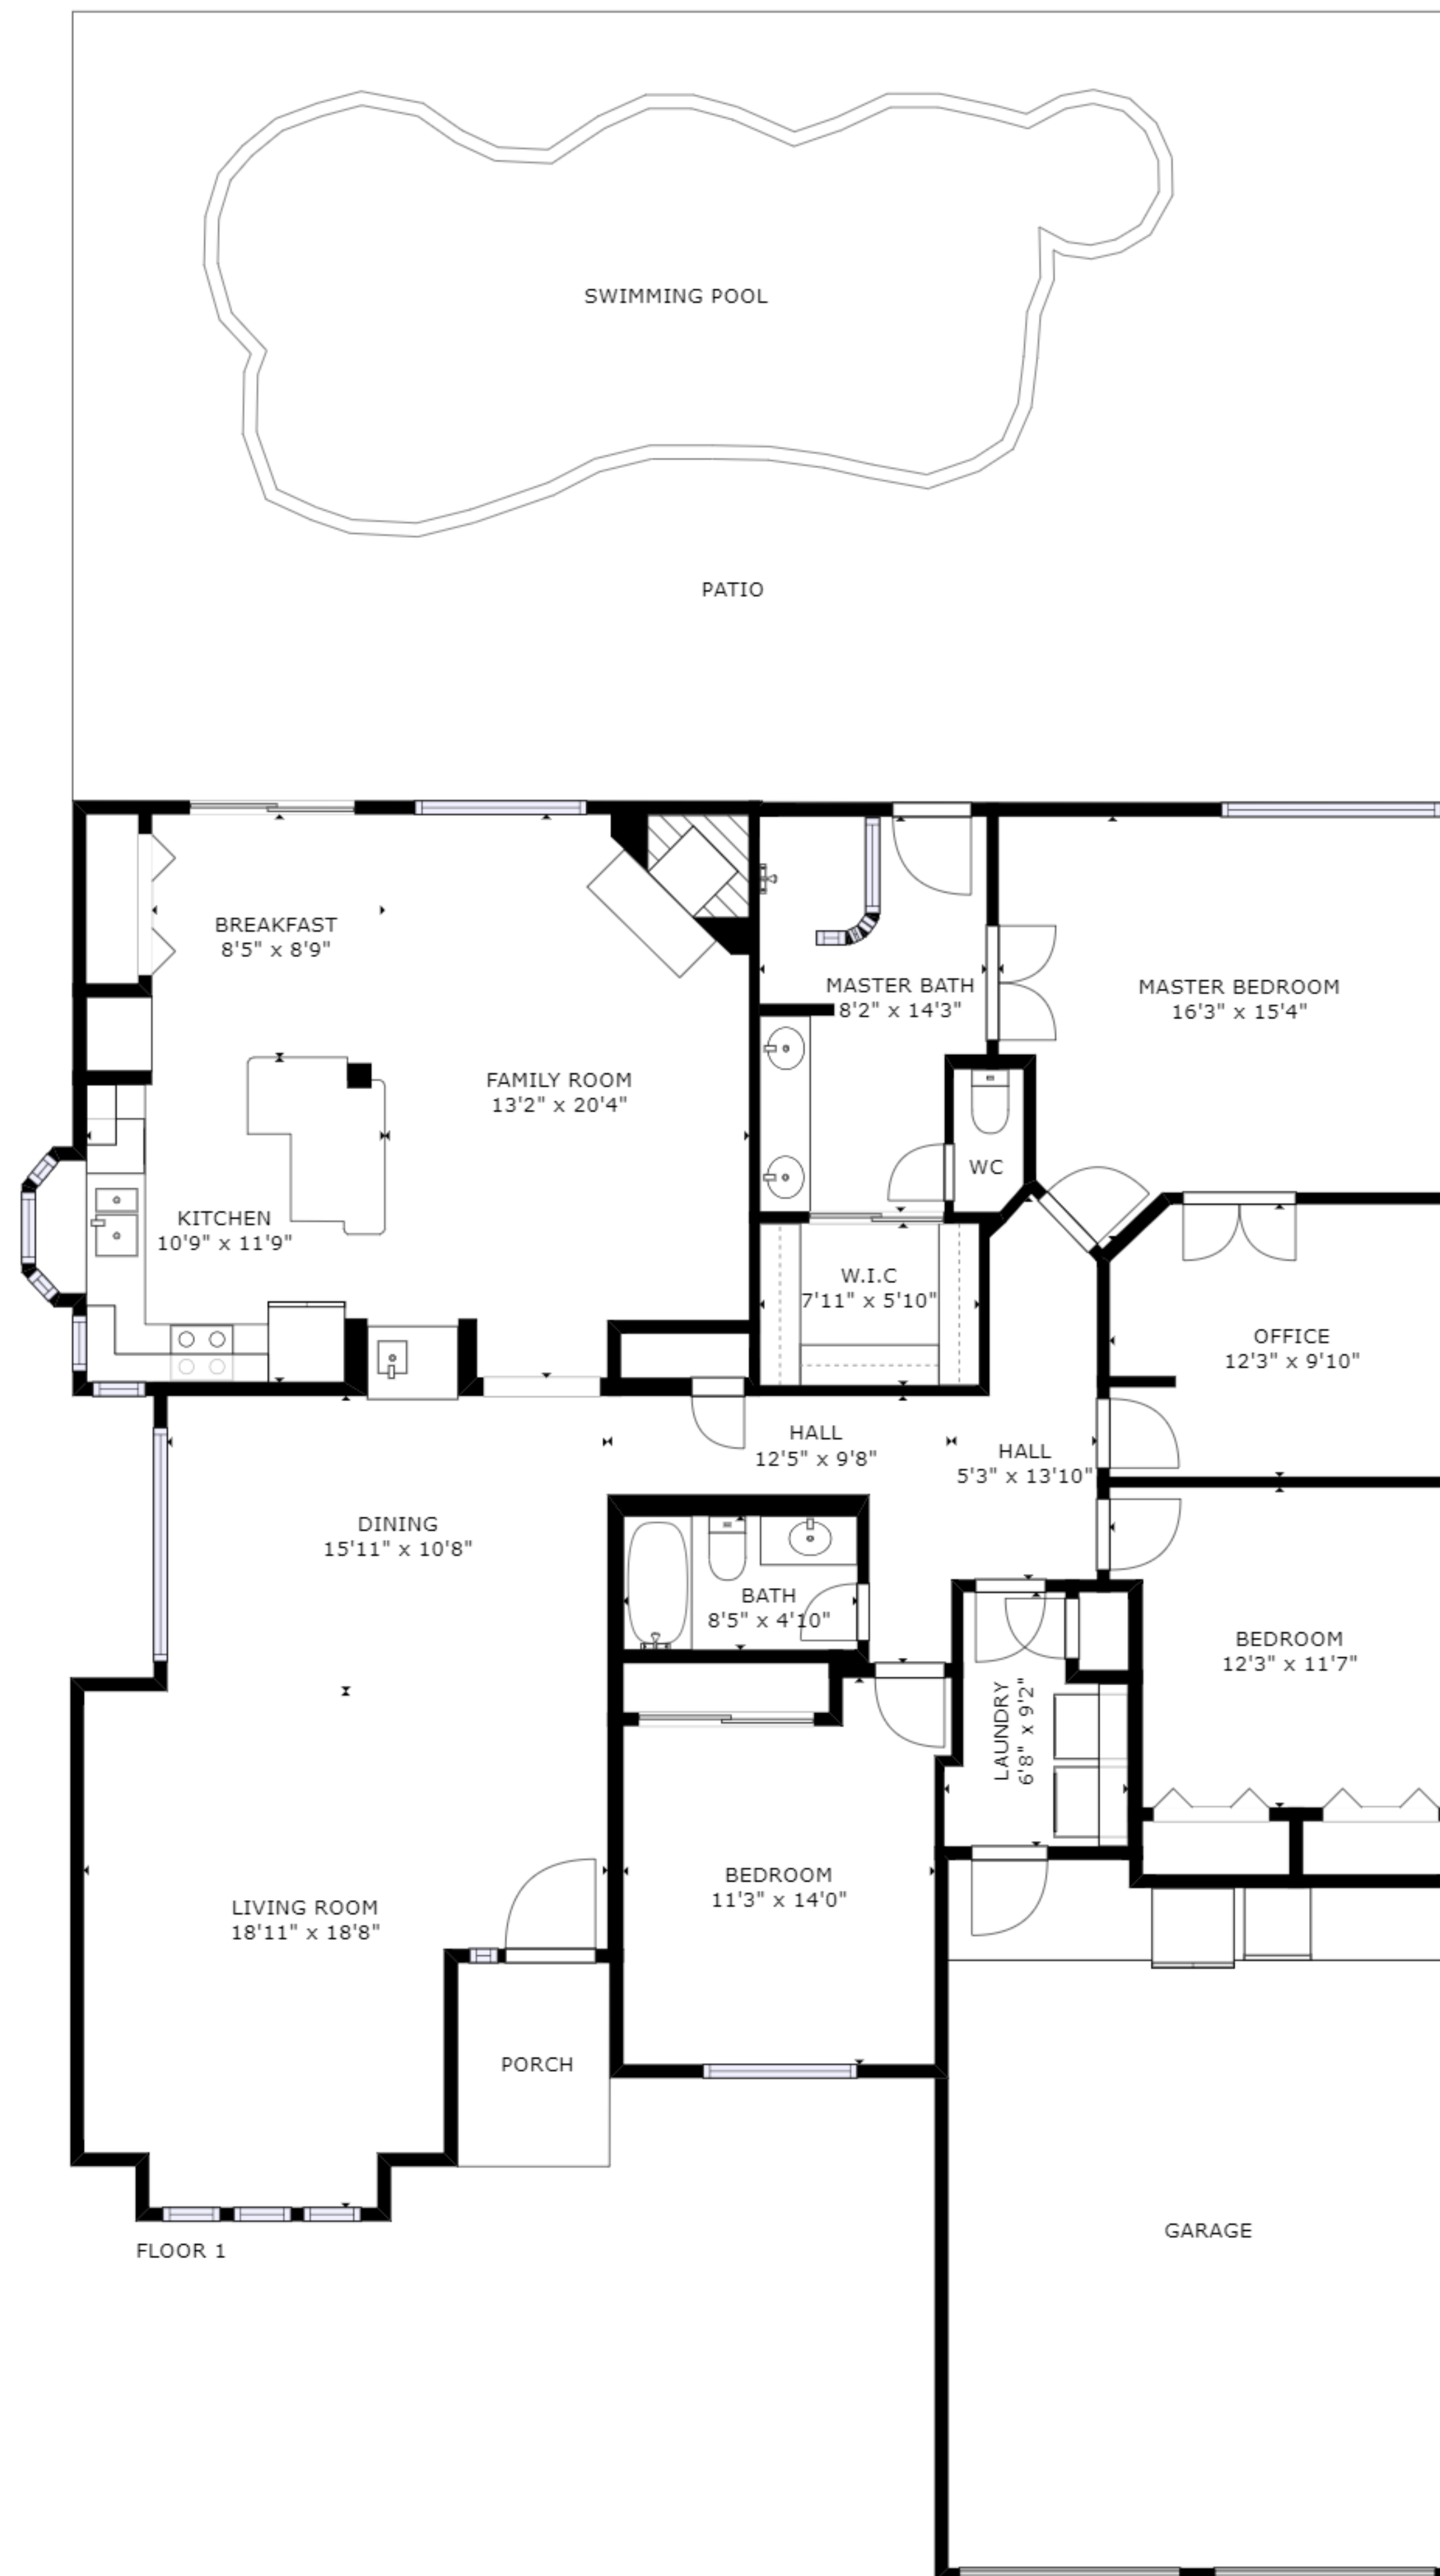 SWIMMING POOL
PATIO
BREAKFAST
8'5" x 8'9"
MASTER BATH
8'2" x 14'3"
MASTER BEDROOM
16'3" x 15'4"
FAMILY ROOM
13'2" x 20'4"
WC
KITCHEN
10'9" x 11'9"
W.I.C
7'11" x 5'10"
OFFICE
12'3" x 9'10"
HALL
12'5" x 9'8"
HALL
5'3" x 13'10"
DINING
15'11" x 10'8"
BATH
8'5" x 4'10"
BEDROOM
12'3" x 11'7"
LAUNDRY
6'8" x 9'2"
BEDROOM
11'3" x 14'0"
LIVING ROOM
18'11" x 18'8"
PORCH
GARAGE
FLOOR 1